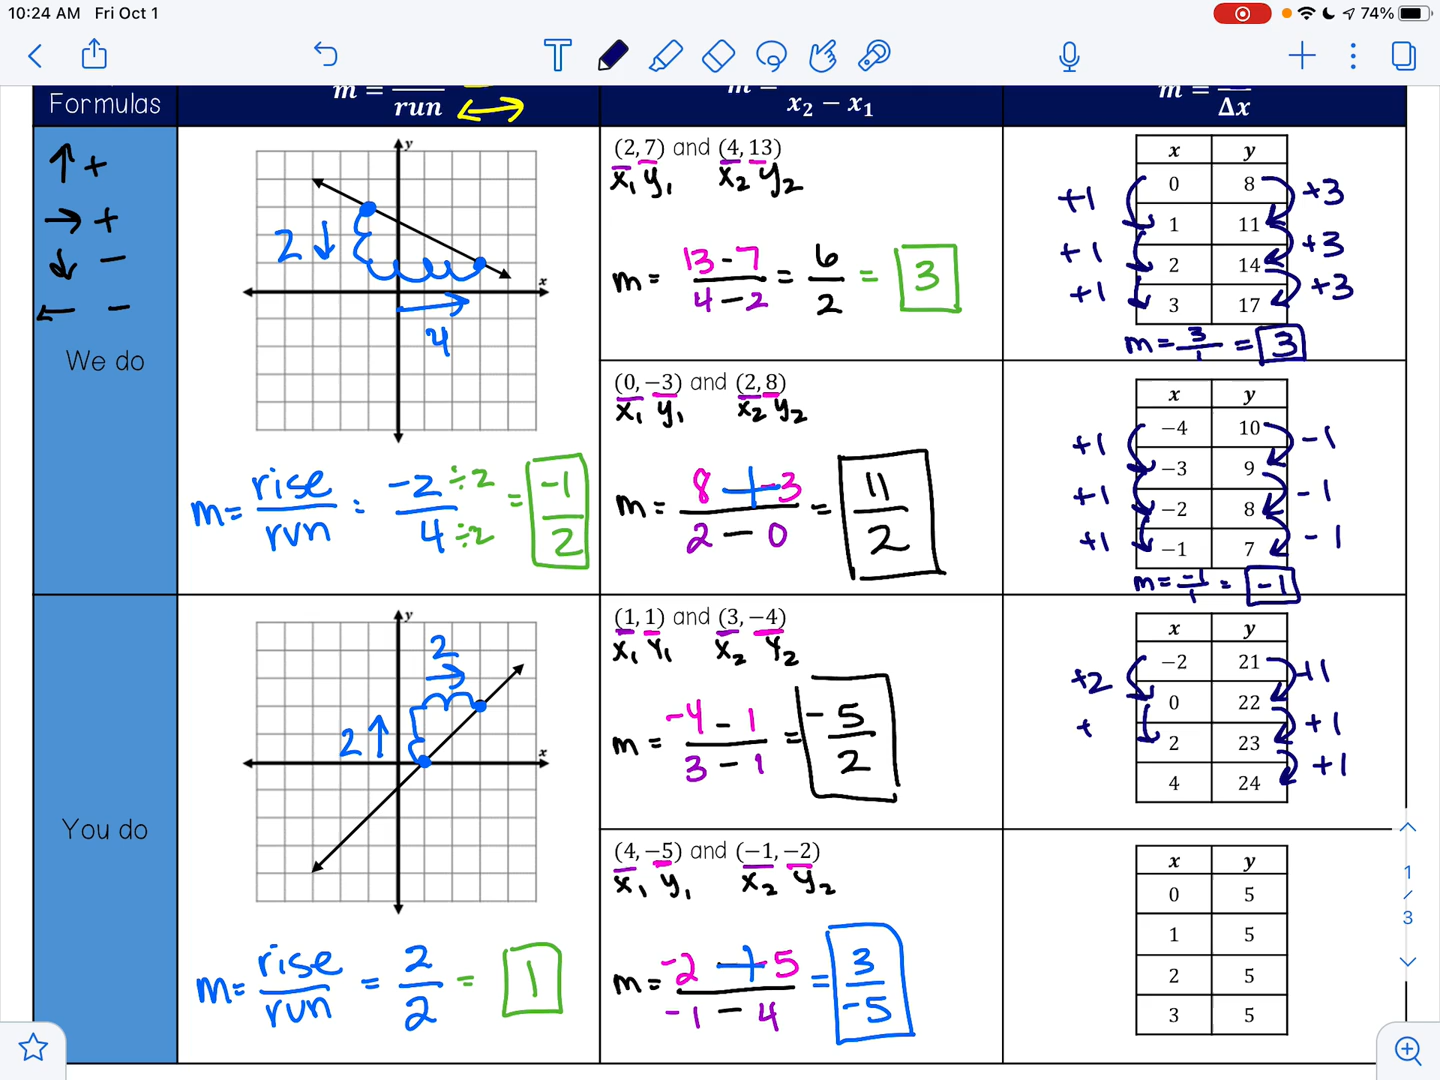 10:24 AM Fri Oct 1
74%
T
Formulas
m = run
x₂ − x₁
m = Δx
↑ +
→ +
↓ −
← −
We do
y
x
2 ↓
4
m = rise/run = -2/4 ÷2 ÷2 = -1/2
(2, 7) and (4, 13)
x₁ y₁ x₂ y₂
m = 13 - 7 / 4 - 2 = 6/2 = 3
x y
0 8
1 11
2 14
3 17
+1 +1 +1
+3 +3 +3
m = 3/1 = 3
(0, −3) and (2, 8)
x₁ y₁ x₂ y₂
m = 8 + 3 / 2 - 0 = 11/2
x y
−4 10
−3 9
−2 8
−1 7
+1 +1 +1
-1 -1 -1
m = -1/1 = -1
You do
y
x
2
2 ↑
m = rise/run = 2/2 = 1
(1, 1) and (3, −4)
x₁ y₁ x₂ y₂
m = -4 - 1 / 3 - 1 = -5/2
x y
−2 21
0 22
2 23
4 24
+2
+
+1 +1 +1
(4, −5) and (−1, −2)
x₁ y₁ x₂ y₂
m = -2 + 5 / -1 - 4 = 3/-5
x y
0 5
1 5
2 5
3 5
1
/
3